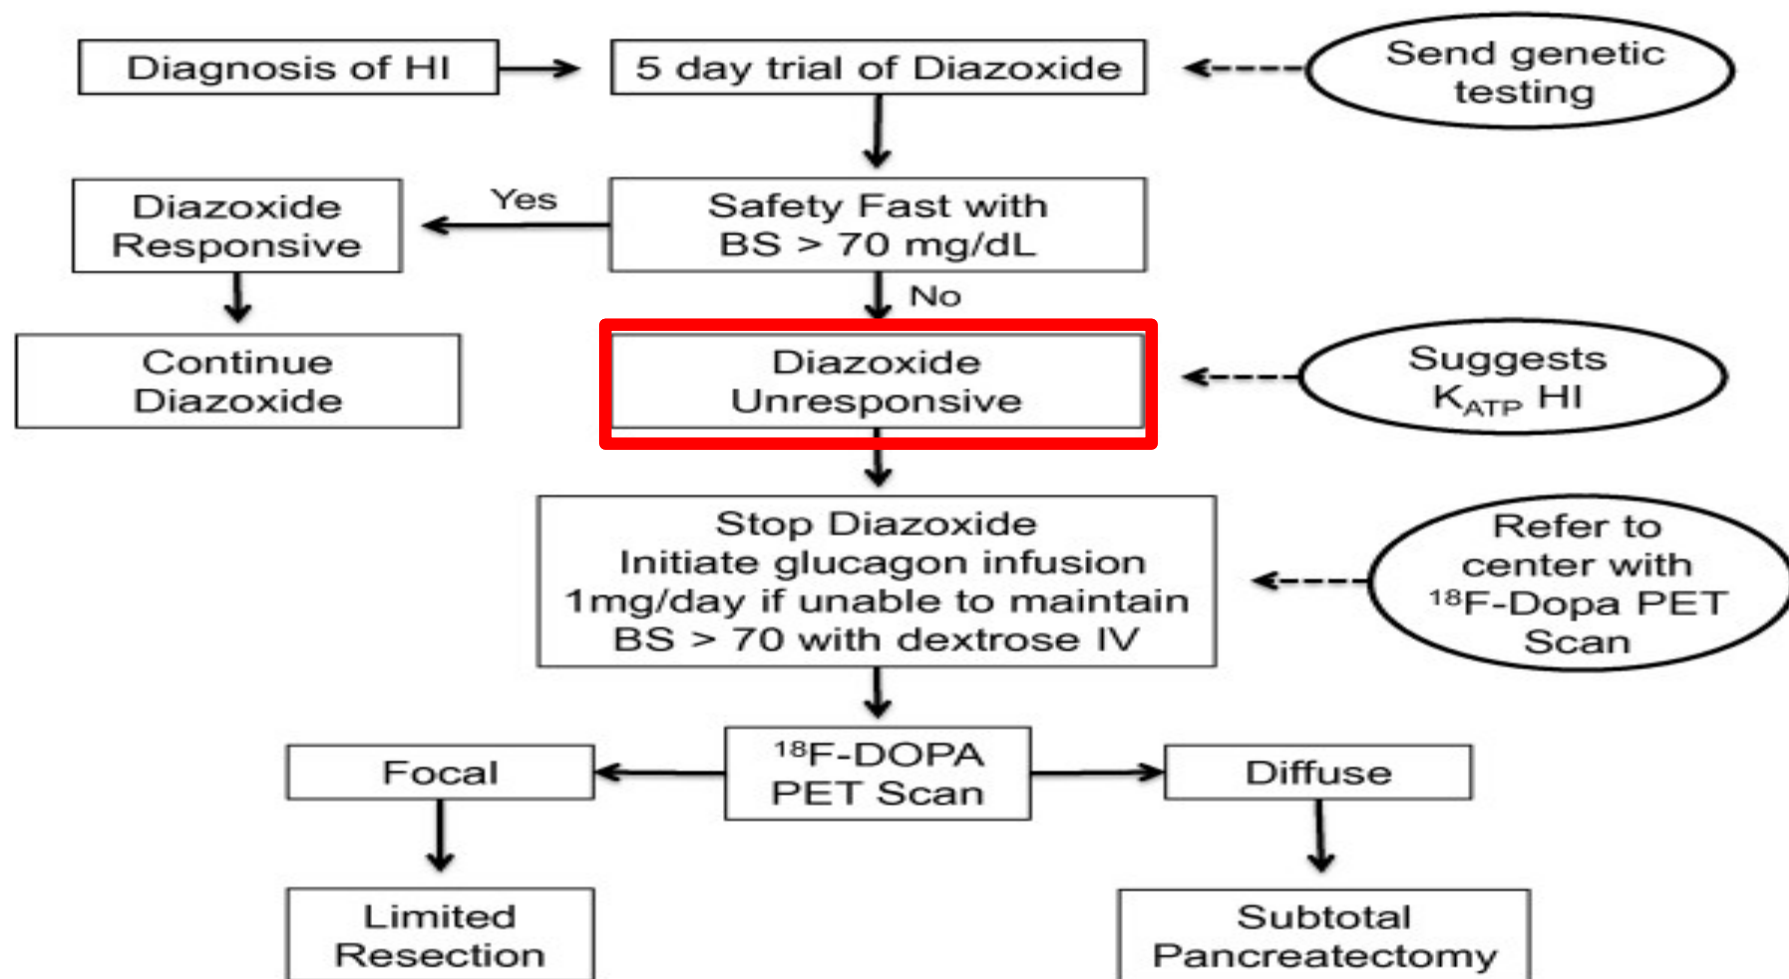 Diagnosis of HI
5 day trial of Diazoxide
Send genetic
testing
Diazoxide
Responsive
Yes
Safety Fast with
BS > 70 mg/dL
No
Continue
Diazoxide
Diazoxide
Unresponsive
Suggests
K_ATP HI
Stop Diazoxide
Initiate glucagon infusion
1mg/day if unable to maintain
BS > 70 with dextrose IV
Refer to
center with
¹⁸F-Dopa PET
Scan
Focal
¹⁸F-DOPA
PET Scan
Diffuse
Limited
Resection
Subtotal
Pancreatectomy